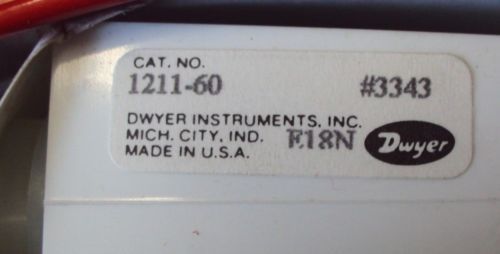 CAT. NO.
1211-60 #3343
DWYER INSTRUMENTS, INC.
MICH. CITY, IND. E18N
MADE IN U.S.A. Dwyer